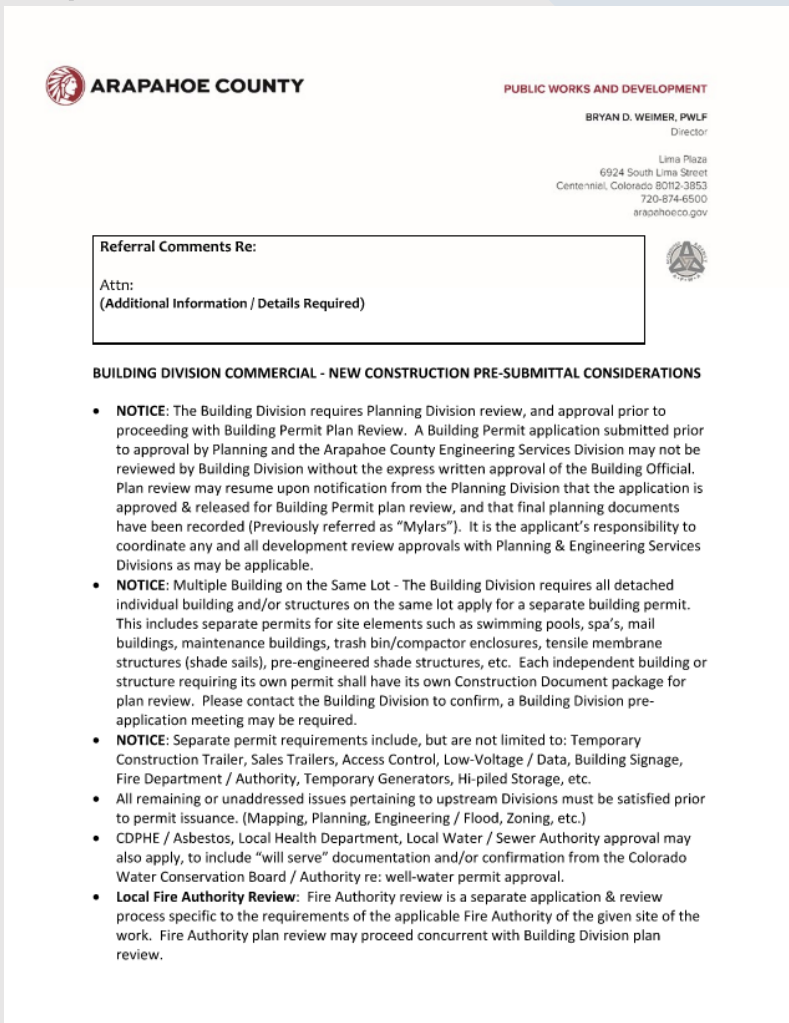 ARAPAHOE COUNTY
PUBLIC WORKS AND DEVELOPMENT
BRYAN D. WEIMER, PWLF
Director
Lima Plaza
6924 South Lima Street
Centennial, Colorado 80112-3853
720-874-6500
arapahoeco.gov
Referral Comments Re:
Attn:
(Additional Information / Details Required)
BUILDING DIVISION COMMERCIAL - NEW CONSTRUCTION PRE-SUBMITTAL CONSIDERATIONS
• NOTICE: The Building Division requires Planning Division review, and approval prior to
proceeding with Building Permit Plan Review. A Building Permit application submitted prior
to approval by Planning and the Arapahoe County Engineering Services Division may not be
reviewed by Building Division without the express written approval of the Building Official.
Plan review may resume upon notification from the Planning Division that the application is
approved & released for Building Permit plan review, and that final planning documents
have been recorded (Previously referred as “Mylars”). It is the applicant’s responsibility to
coordinate any and all development review approvals with Planning & Engineering Services
Divisions as may be applicable.
• NOTICE: Multiple Building on the Same Lot - The Building Division requires all detached
individual building and/or structures on the same lot apply for a separate building permit.
This includes separate permits for site elements such as swimming pools, spa’s, mail
buildings, maintenance buildings, trash bin/compactor enclosures, tensile membrane
structures (shade sails), pre-engineered shade structures, etc. Each independent building or
structure requiring its own permit shall have its own Construction Document package for
plan review. Please contact the Building Division to confirm, a Building Division pre-
application meeting may be required.
• NOTICE: Separate permit requirements include, but are not limited to: Temporary
Construction Trailer, Sales Trailers, Access Control, Low-Voltage / Data, Building Signage,
Fire Department / Authority, Temporary Generators, Hi-piled Storage, etc.
• All remaining or unaddressed issues pertaining to upstream Divisions must be satisfied prior
to permit issuance. (Mapping, Planning, Engineering / Flood, Zoning, etc.)
• CDPHE / Asbestos, Local Health Department, Local Water / Sewer Authority approval may
also apply, to include “will serve” documentation and/or confirmation from the Colorado
Water Conservation Board / Authority re: well-water permit approval.
• Local Fire Authority Review: Fire Authority review is a separate application & review
process specific to the requirements of the applicable Fire Authority of the given site of the
work. Fire Authority plan review may proceed concurrent with Building Division plan
review.